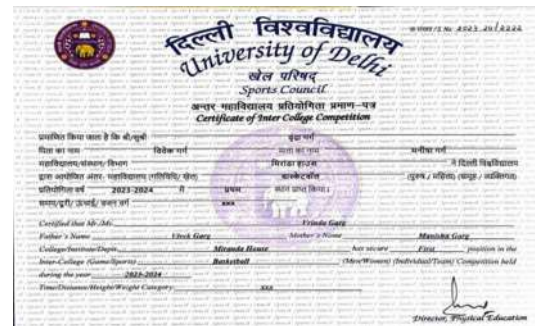 दिल्ली विश्वविद्यालय
University of Delhi
खेल परिषद्
Sports Council
अन्तर महाविद्यालय प्रतियोगिता प्रमाण-पत्र
Certificate of Inter College Competition
प्रमाणित किया जाता है कि श्री/सुश्री वृंदा गर्ग
पिता का नाम विवेक गर्ग माता का नाम मनीषा गर्ग
महाविद्यालय/संस्थान/विभाग मिरांडा हाउस ने दिल्ली विश्वविद्यालय
द्वारा आयोजित अंतर- महाविद्यालय (गतिविधि/खेल) बास्केटबॉल (पुरुष / महिला) (समूह / व्यक्तिगत)
प्रतियोगिता वर्ष 2023-2024 में प्रथम स्थान प्राप्त किया।
समय/दूरी/ ऊंचाई/ वजन वर्ग xxx
Certified that Mr./Ms. Vrinda Garg
Father's Name Vivek Garg Mother's Name Manisha Garg
College/Institute/Deptt. Miranda House has secure First position in the
Inter-College (Game/Sports) Basketball (Men/Women) (Individual/Team) Competition held
during the year 2023-2024
Time/Distance/Height/Weight Category xxx
Director, Physical Education